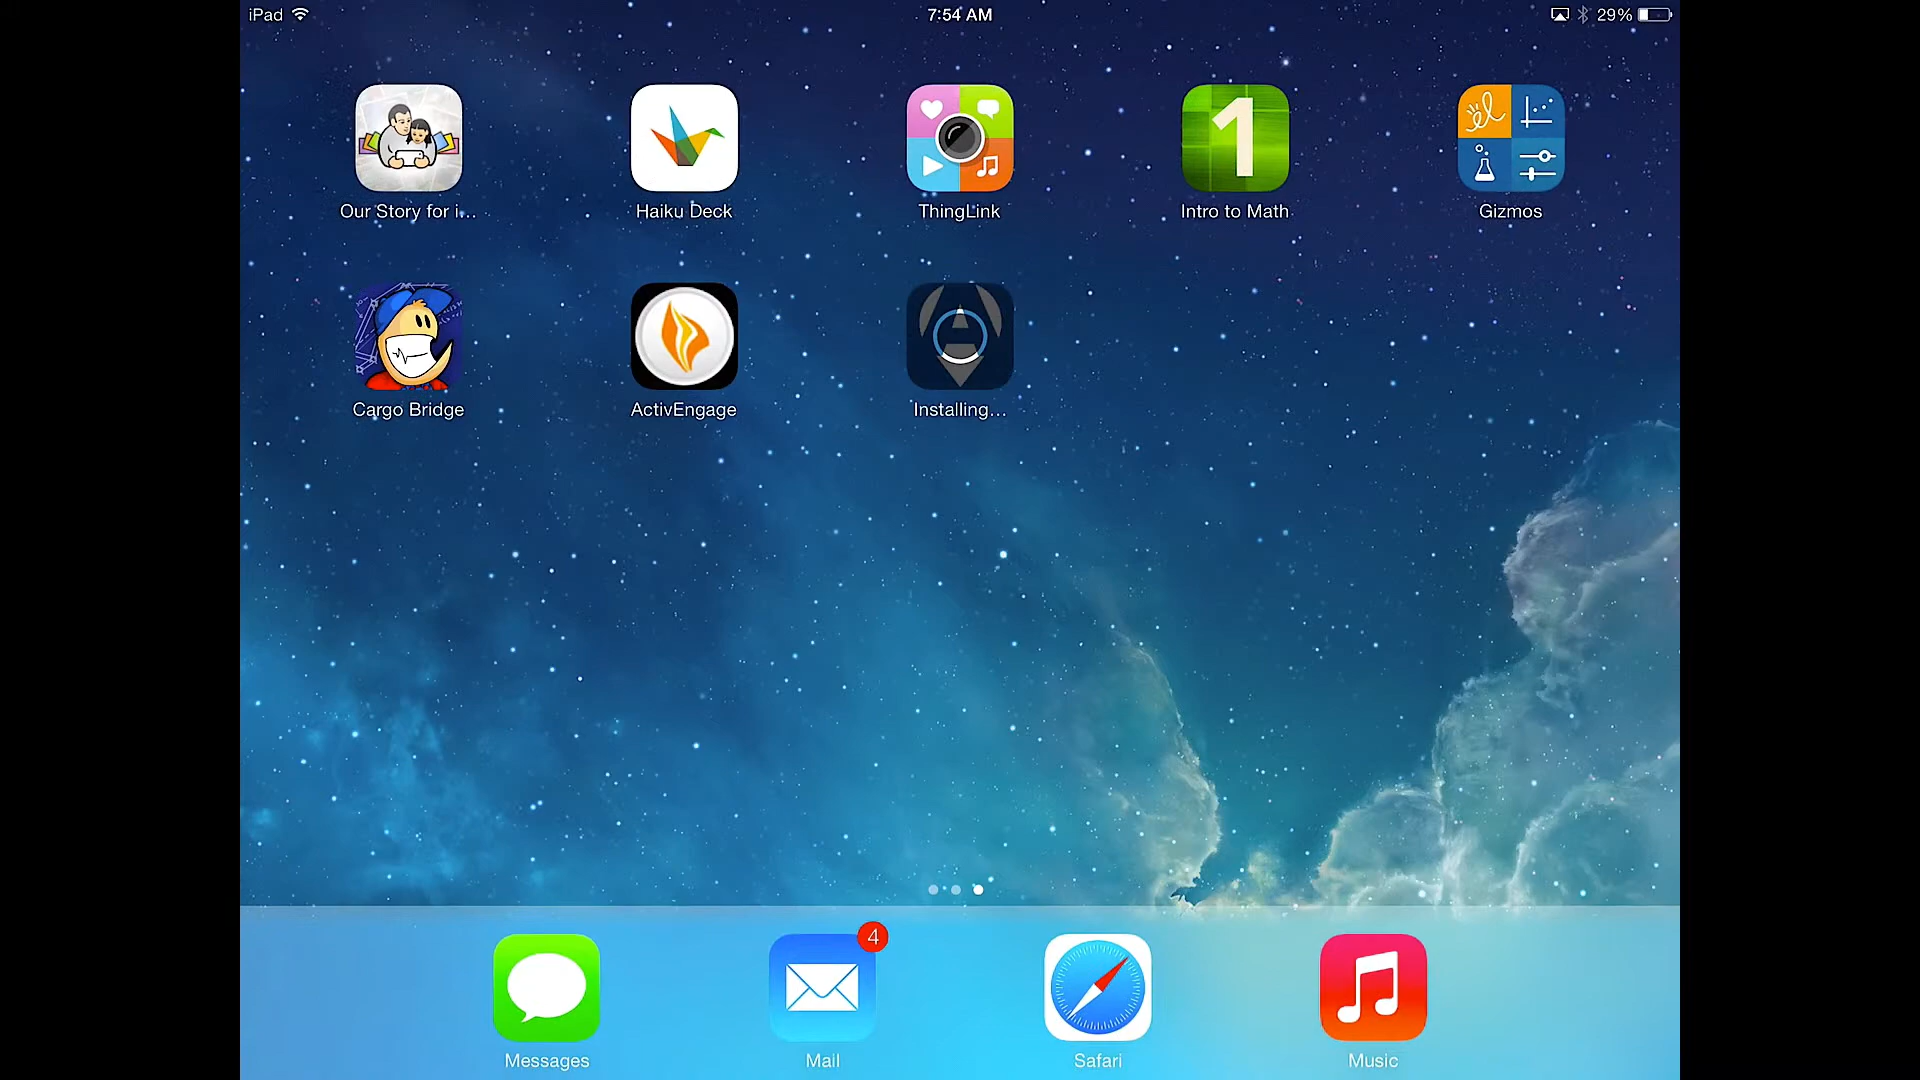 iPad 7:54 AM 29%
Our Story for i... Haiku Deck ThingLink Intro to Math Gizmos
1
Cargo Bridge ActivEngage Installing...
4
Messages Mail Safari Music